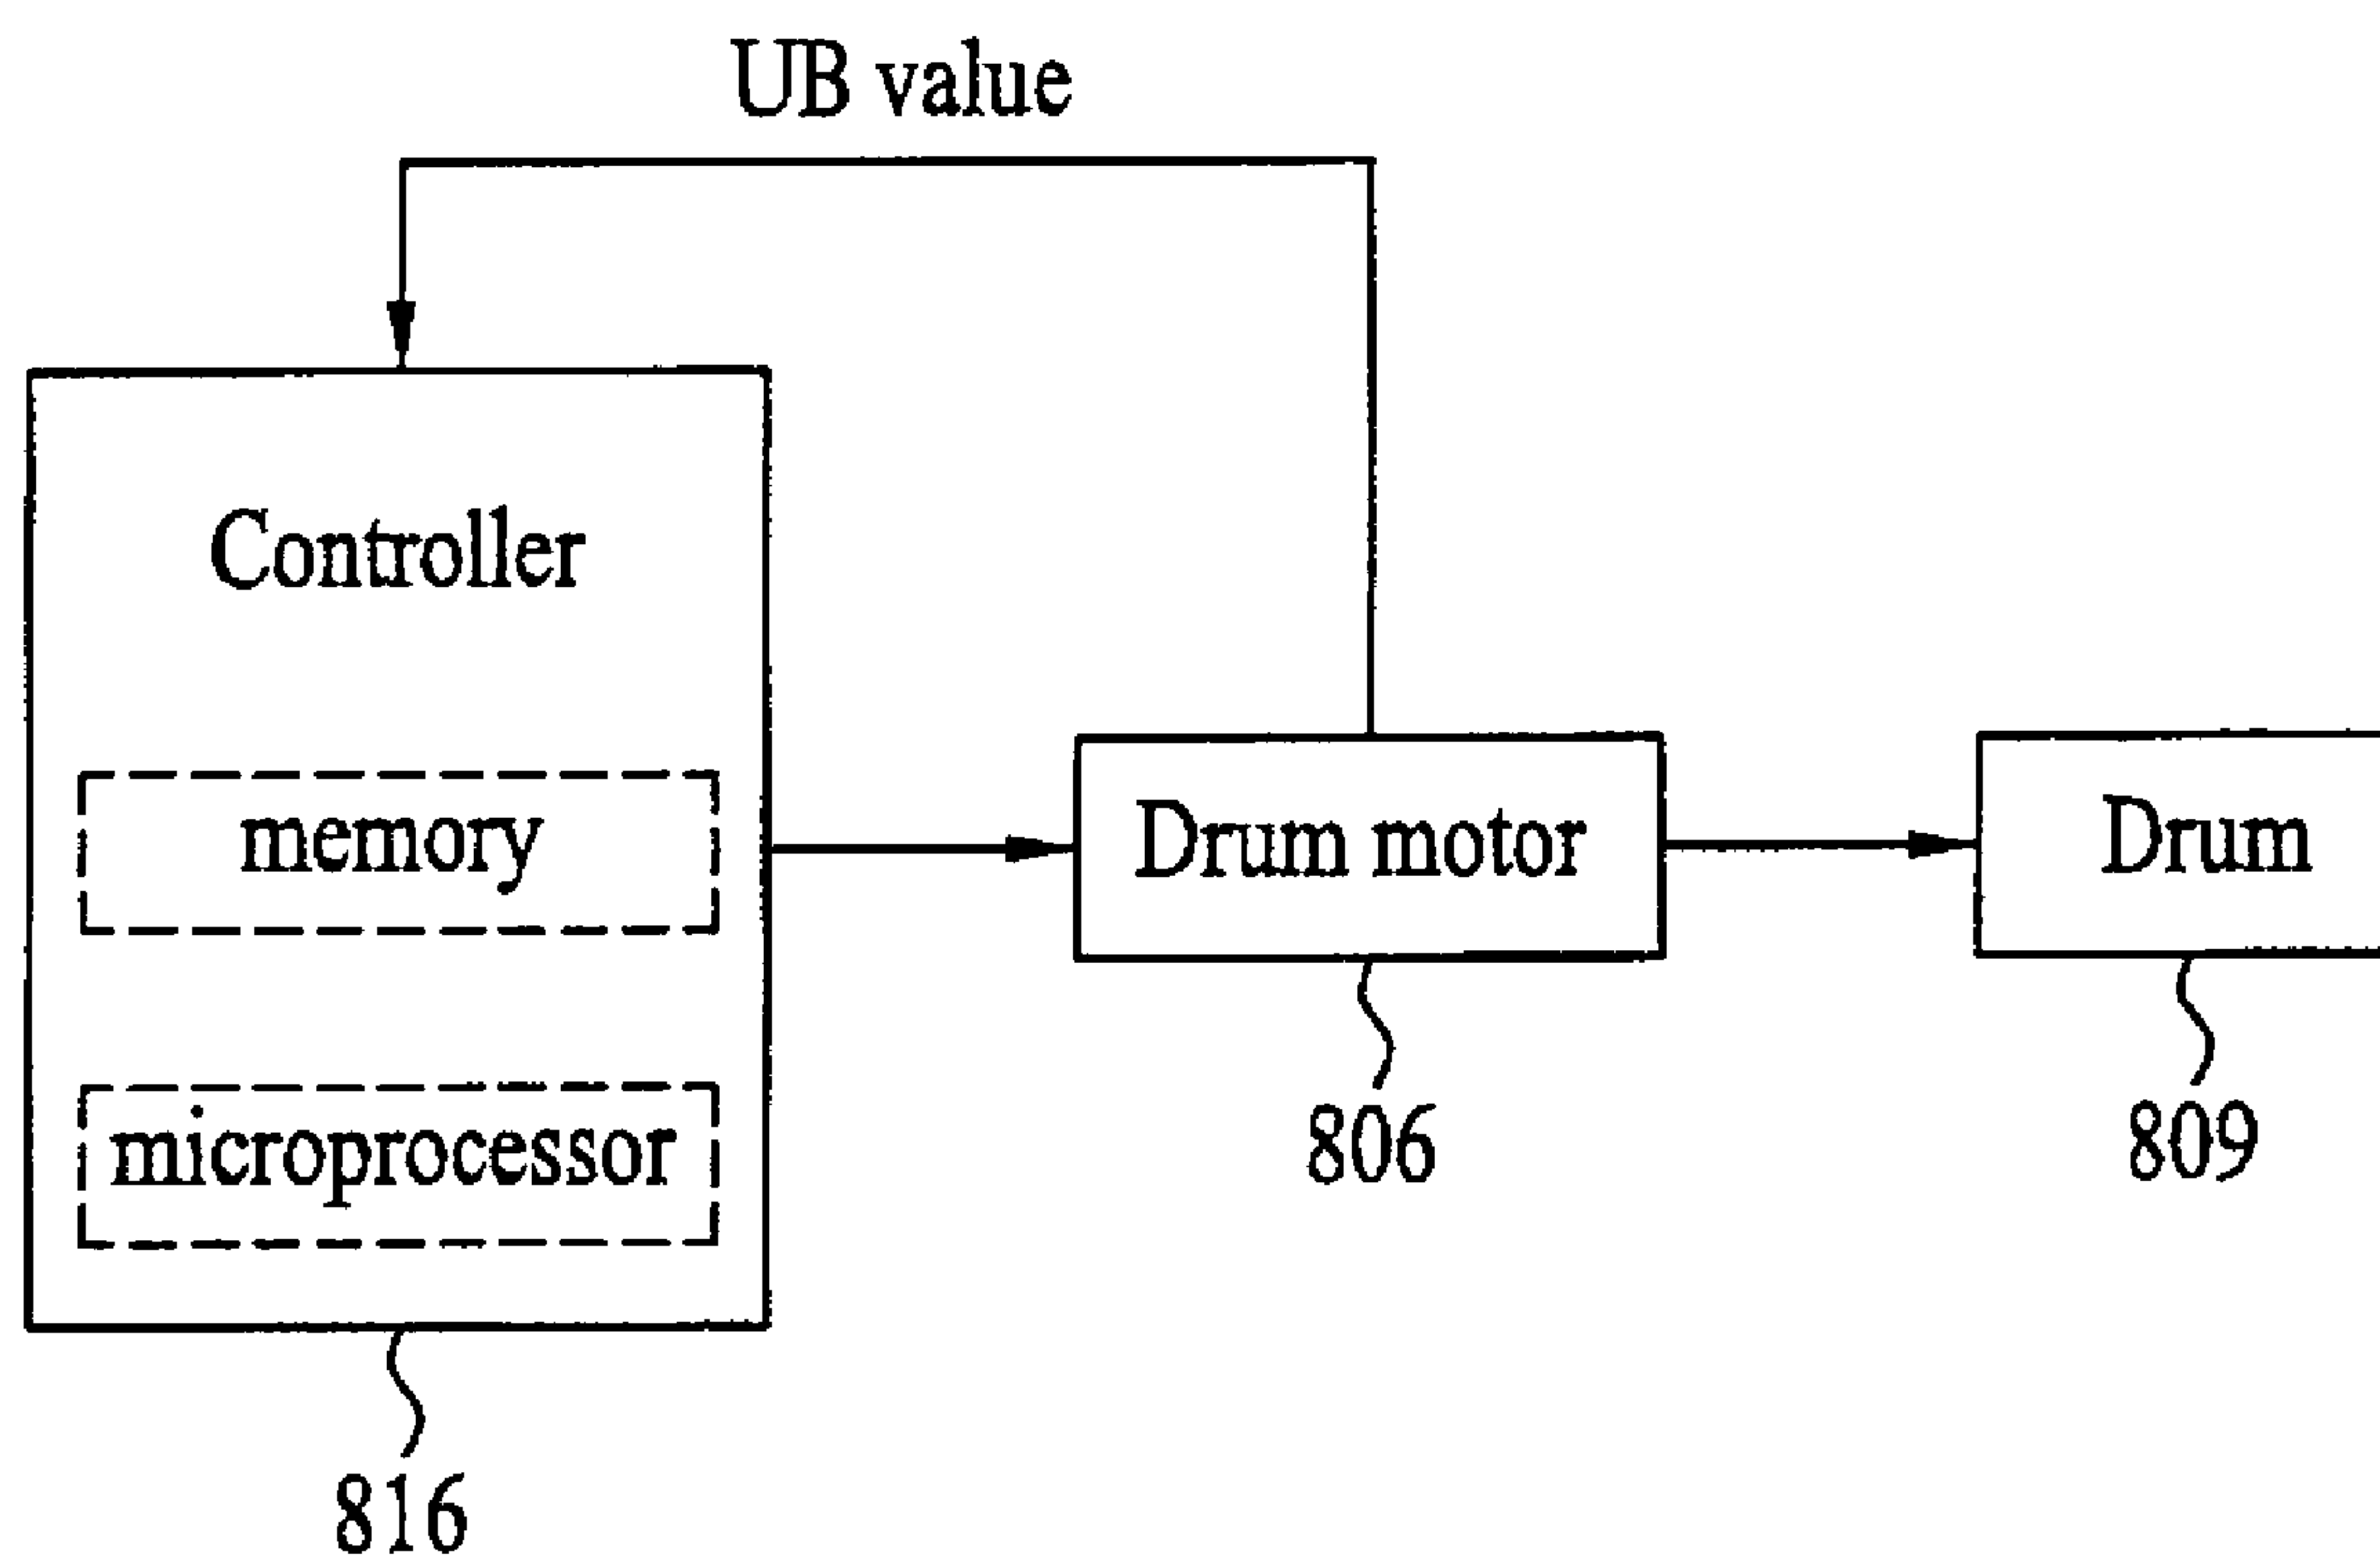 UB value
Controller
memory
microprocessor
816
Drum motor
806
Drum
809